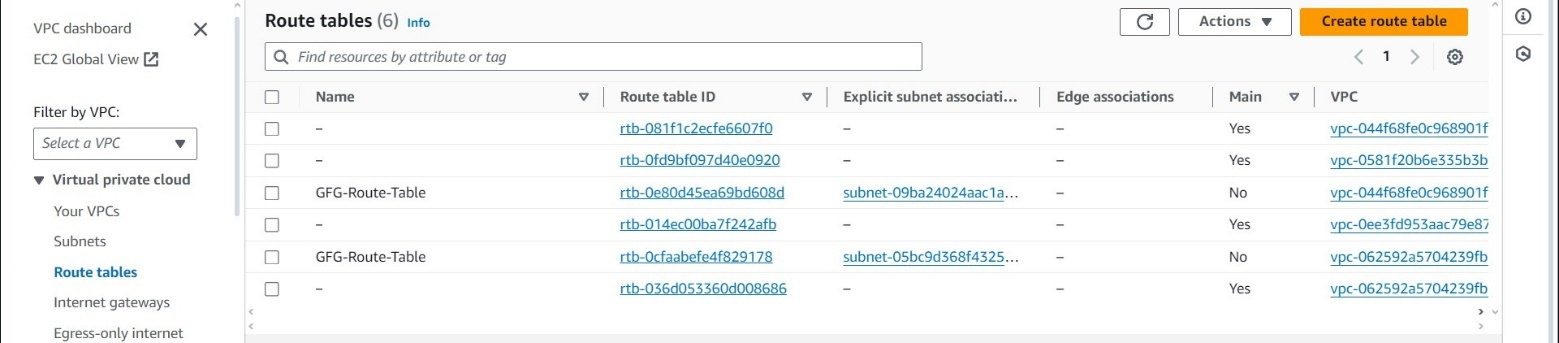 VPC dashboard
EC2 Global View
Filter by VPC:
Select a VPC
Virtual private cloud
Your VPCs
Subnets
Route tables
Internet gateways
Egress-only internet
Route tables (6) Info
Actions
Create route table
Find resources by attribute or tag
1
Name Route table ID Explicit subnet associati... Edge associations Main VPC
– rtb-081f1c2ecfe6607f0 – – Yes vpc-044f68fe0c968901f
– rtb-0fd9bf097d40e0920 – – Yes vpc-0581f20b6e335b3b
GFG-Route-Table rtb-0e80d45ea69bd608d subnet-09ba24024aac1a... – No vpc-044f68fe0c968901f
– rtb-014ec00ba7f242afb – – Yes vpc-0ee3fd953aac79e87
GFG-Route-Table rtb-0cfaabefe4f829178 subnet-05bc9d368f4325... – No vpc-062592a5704239fb
– rtb-036d053360d008686 – – Yes vpc-062592a5704239fb